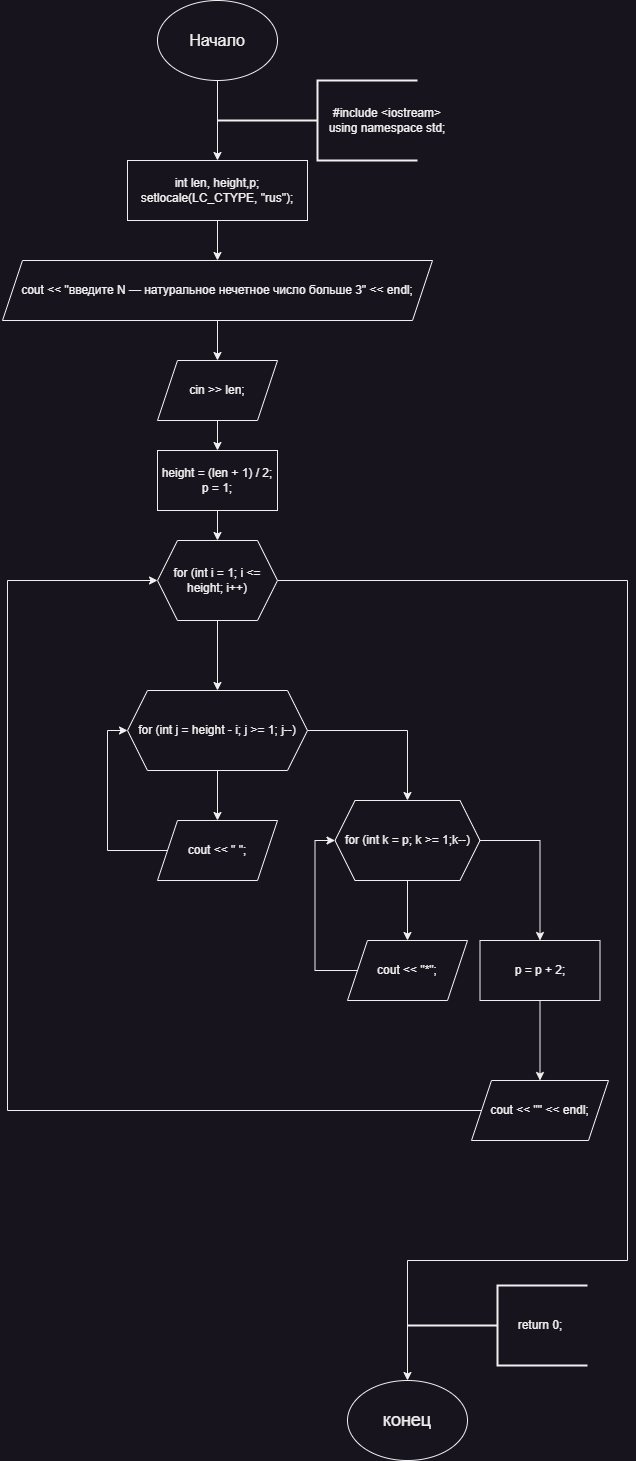 Начало
#include <iostream>
using namespace std;
int len, height,p;
setlocale(LC_CTYPE, "rus");
cout << "введите N — натуральное нечетное число больше 3" << endl;
cin >> len;
height = (len + 1) / 2;
p = 1;
for (int i = 1; i <=
height; i++)
for (int j = height - i; j >= 1; j--)
cout << " ";
for (int k = p; k >= 1;k--)
cout << "*";
p = p + 2;
cout << "" << endl;
return 0;
конец